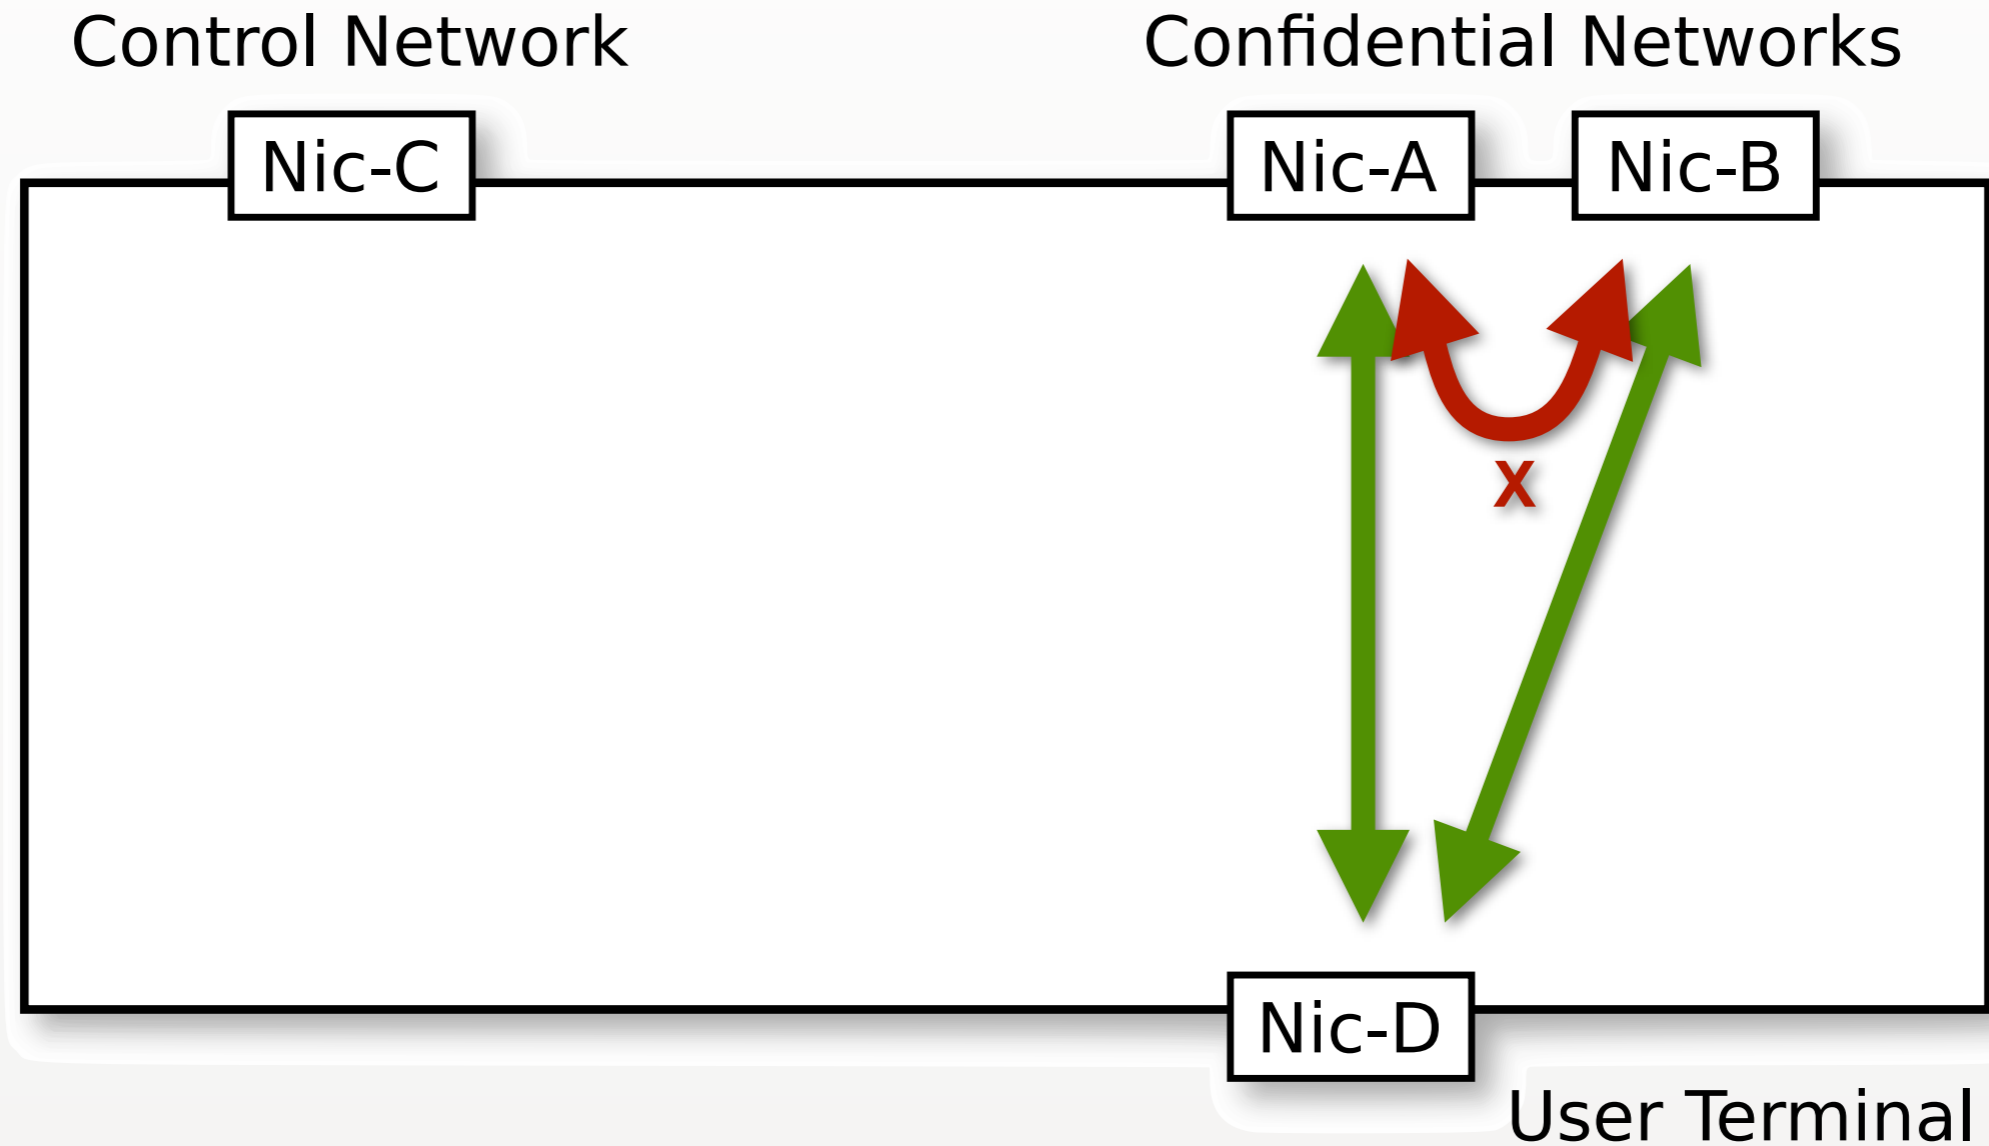 Control Network
Confidential Networks
Nic-C
Nic-A
Nic-B
X
Nic-D
User Terminal